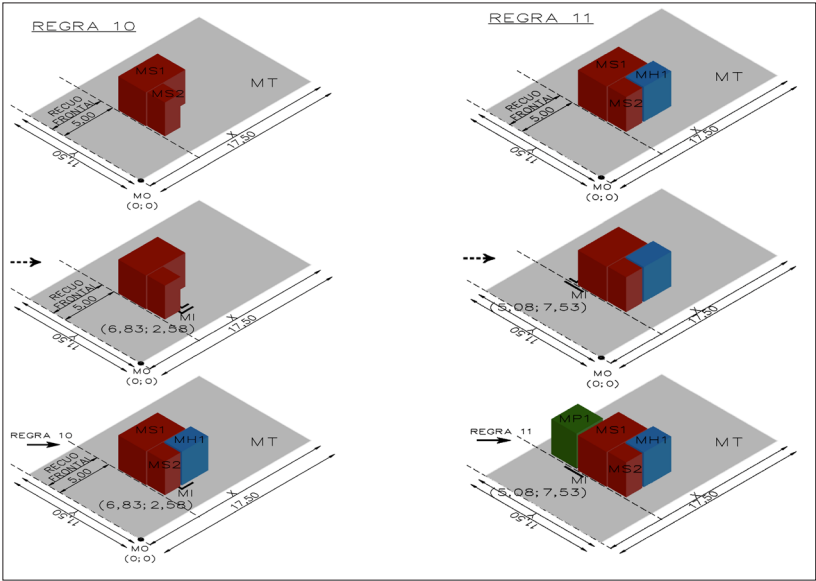 REGRA 10
MS1
MS2
MT
RECUO
FRONTAL
5,00
X
17,50
Y
11,50
MO
(0;0)
RECUO
FRONTAL
5,00
MI
(6,83;2,58)
X
17,50
Y
11,50
MO
(0;0)
REGRA 10
MS1
MH1
MS2
MT
RECUO
FRONTAL
5,00
MI
(6,83;2,58)
X
17,50
Y
11,50
MO
(0;0)
REGRA 11
MS1
MH1
MS2
MT
RECUO
FRONTAL
5,00
X
17,50
Y
11,50
MO
(0;0)
MI
(5,08;7,53)
X
17,50
Y
11,50
MO
(0;0)
REGRA 11
MP1
MS1
MH1
MS2
MT
MI
(5,08;7,53)
X
17,50
Y
11,50
MO
(0;0)